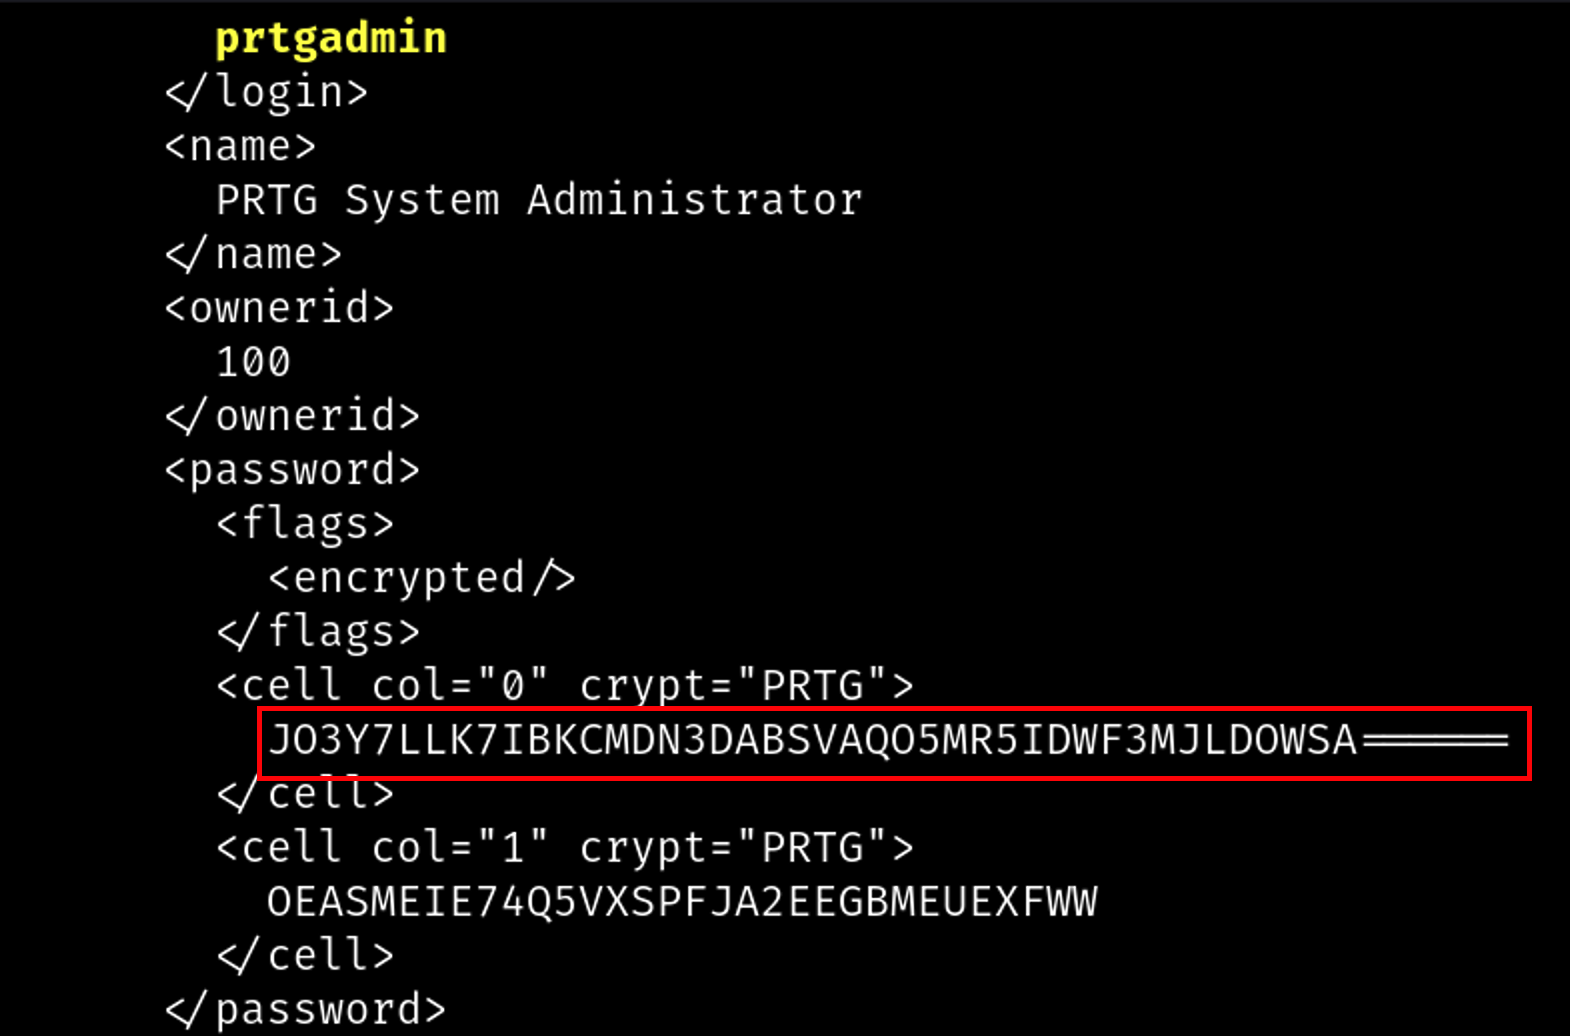 prtgadmin
</login>
<name>
PRTG System Administrator
</name>
<ownerid>
100
</ownerid>
<password>
<flags>
<encrypted/>
</flags>
<cell col="0" crypt="PRTG">
JO3Y7LLK7IBKCMDN3DABSVAQO5MR5IDWF3MJLDOWSA======
</cell>
<cell col="1" crypt="PRTG">
OEASMEIE74Q5VXSPFJA2EEGBMEUEXFWW
</cell>
</password>